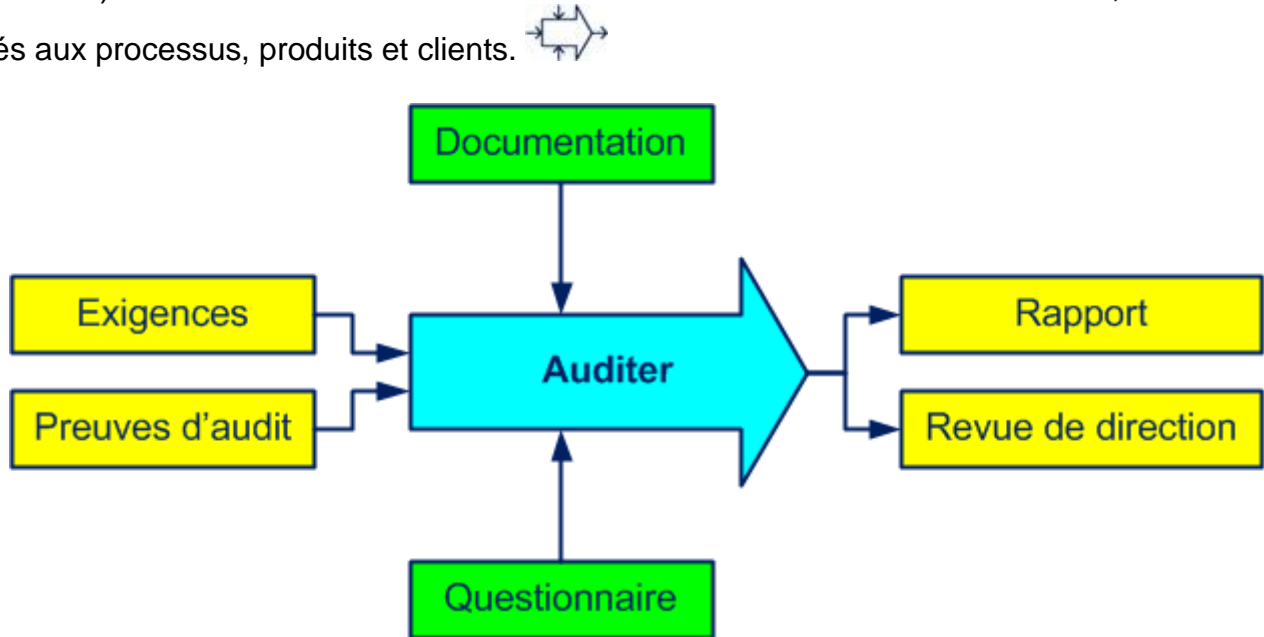 és aux processus, produits et clients.
Documentation
Exigences
Rapport
Auditer
Preuves d'audit
Revue de direction
Questionnaire